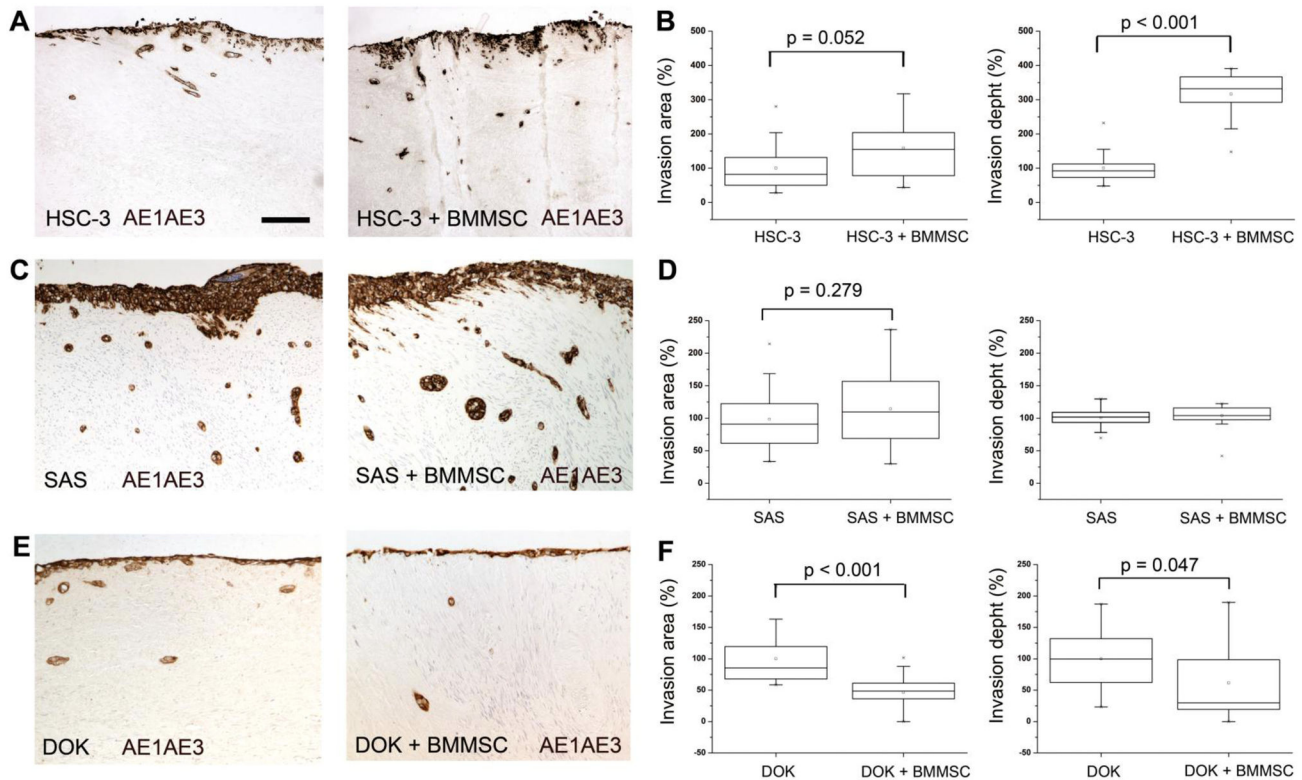 A
HSC-3 AE1AE3
HSC-3 + BMMSC AE1AE3
B
p = 0.052
Invasion area (%)
500
400
300
200
100
0
HSC-3
HSC-3 + BMMSC
p < 0.001
Invasion depht (%)
500
400
300
200
100
0
HSC-3
HSC-3 + BMMSC
C
SAS AE1AE3
SAS + BMMSC AE1AE3
D
p = 0.279
Invasion area (%)
250
200
150
100
50
0
SAS
SAS + BMMSC
Invasion depht (%)
250
200
150
100
50
0
SAS
SAS + BMMSC
E
DOK AE1AE3
DOK + BMMSC AE1AE3
F
p < 0.001
Invasion area (%)
250
200
150
100
50
0
-50
DOK
DOK + BMMSC
p = 0.047
Invasion depht (%)
250
200
150
100
50
0
-50
DOK
DOK + BMMSC